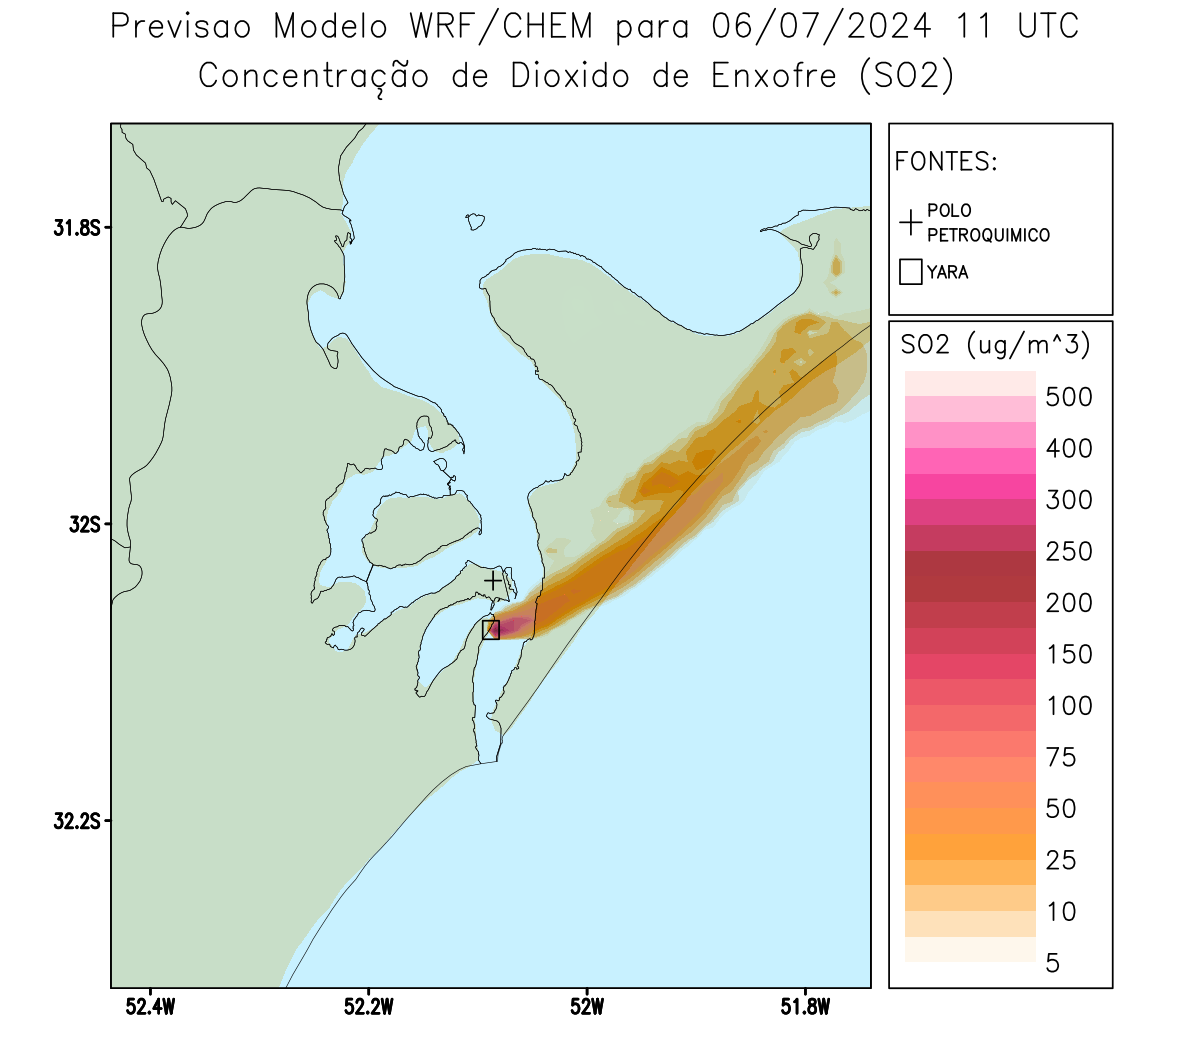 Previsao Modelo WRF/CHEM para 06/07/2024 11 UTC
Concentração de Dioxido de Enxofre (SO2)
FONTES:
POLO
PETROQUIMICO
YARA
31.8S
32S
32.2S
52.4W
52.2W
52W
51.8W
SO2 (ug/m^3)
500
400
300
250
200
150
100
75
50
25
10
5